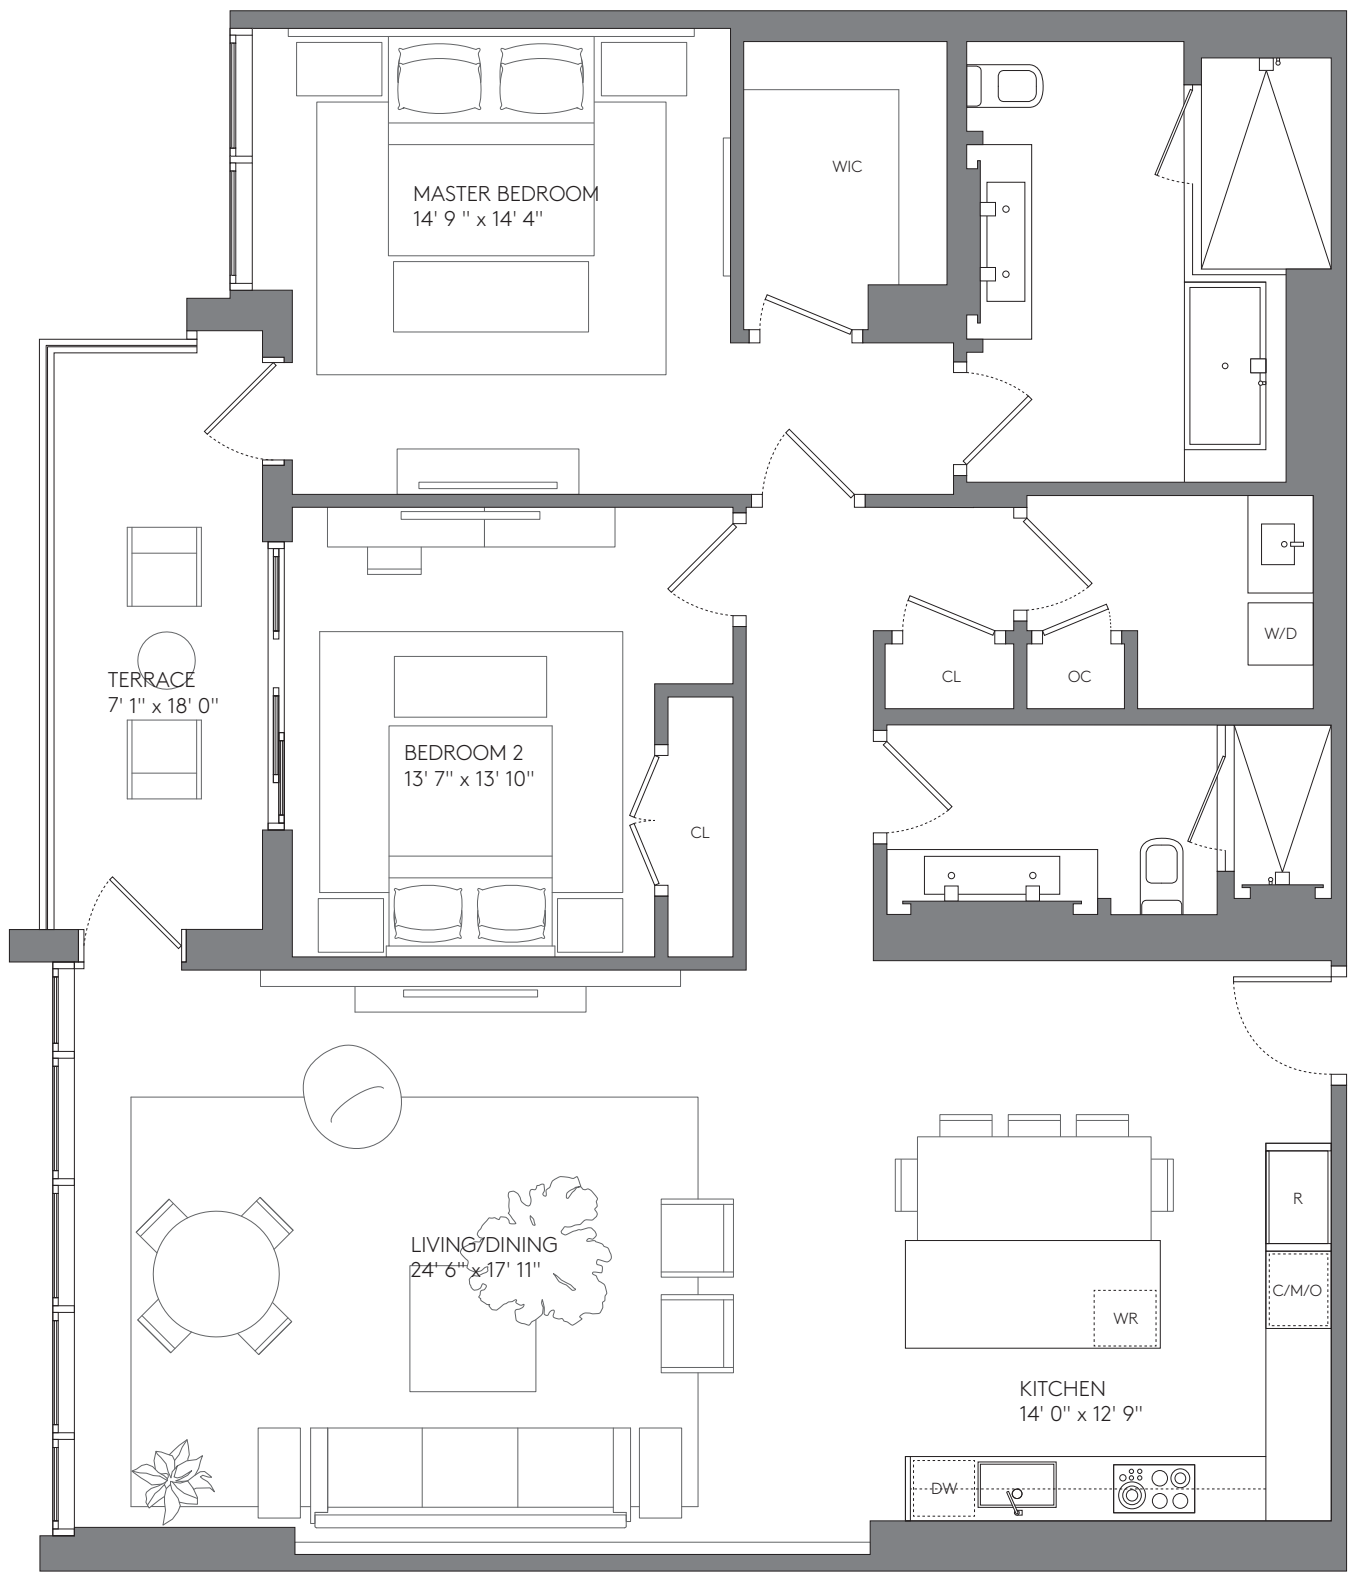 WIC
MASTER BEDROOM
14' 9 " x 14' 4"
W/D
CL
OC
TERRACE
7' 1" x 18' 0"
BEDROOM 2
13' 7" x 13' 10"
CL
R
LIVING/DINING
24' 6" x 17' 11"
C/M/O
WR
KITCHEN
14' 0" x 12' 9"
DW